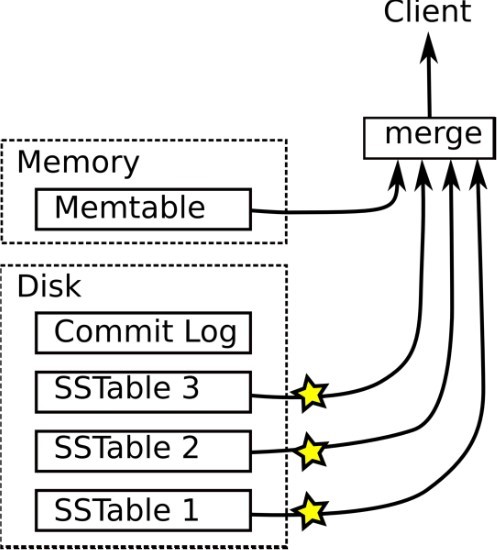 Client
merge
Memory
Memtable
Disk
Commit Log
SSTable 3
SSTable 2
SSTable 1